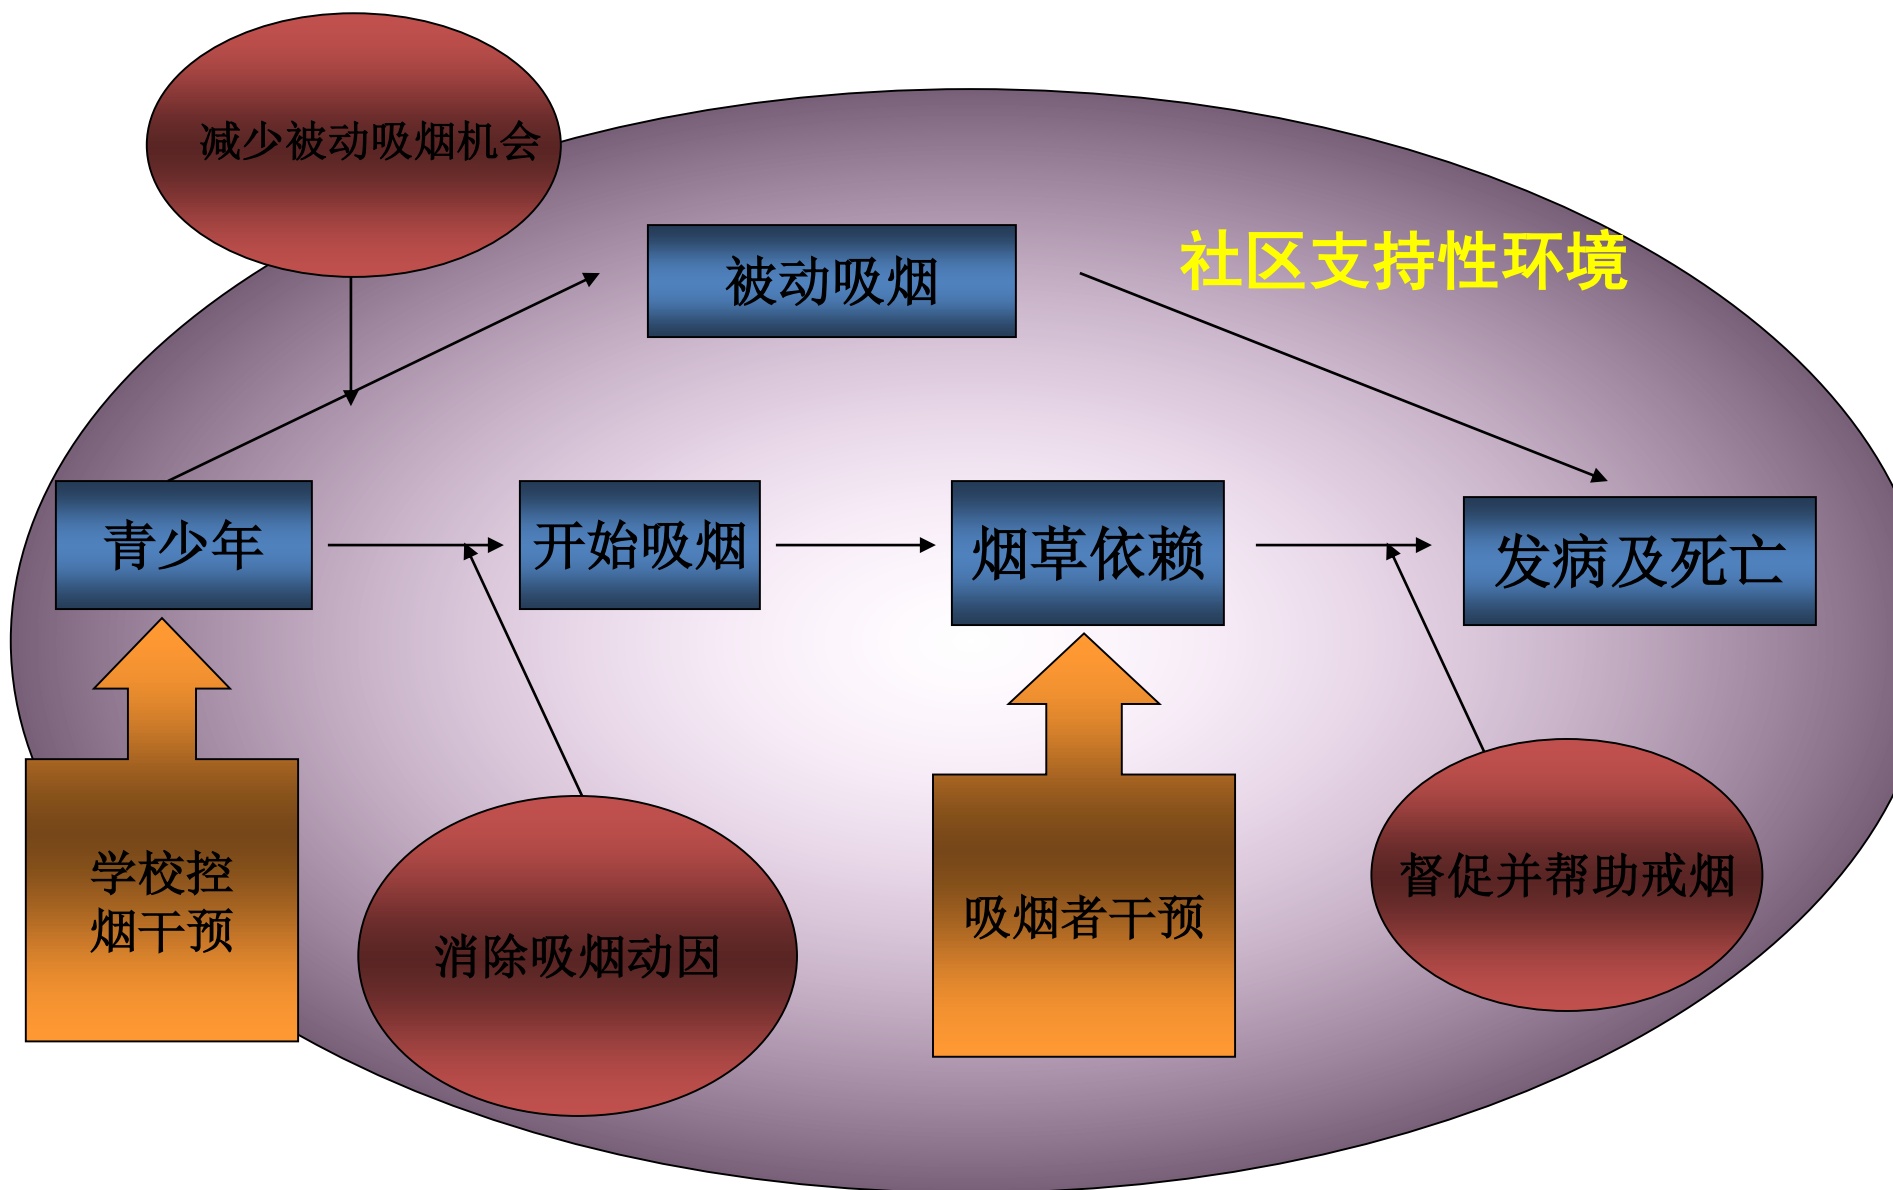 减少被动吸烟机会
社区支持性环境
被动吸烟
青少年
开始吸烟
烟草依赖
发病及死亡
学校控
烟干预
消除吸烟动因
吸烟者干预
督促并帮助戒烟